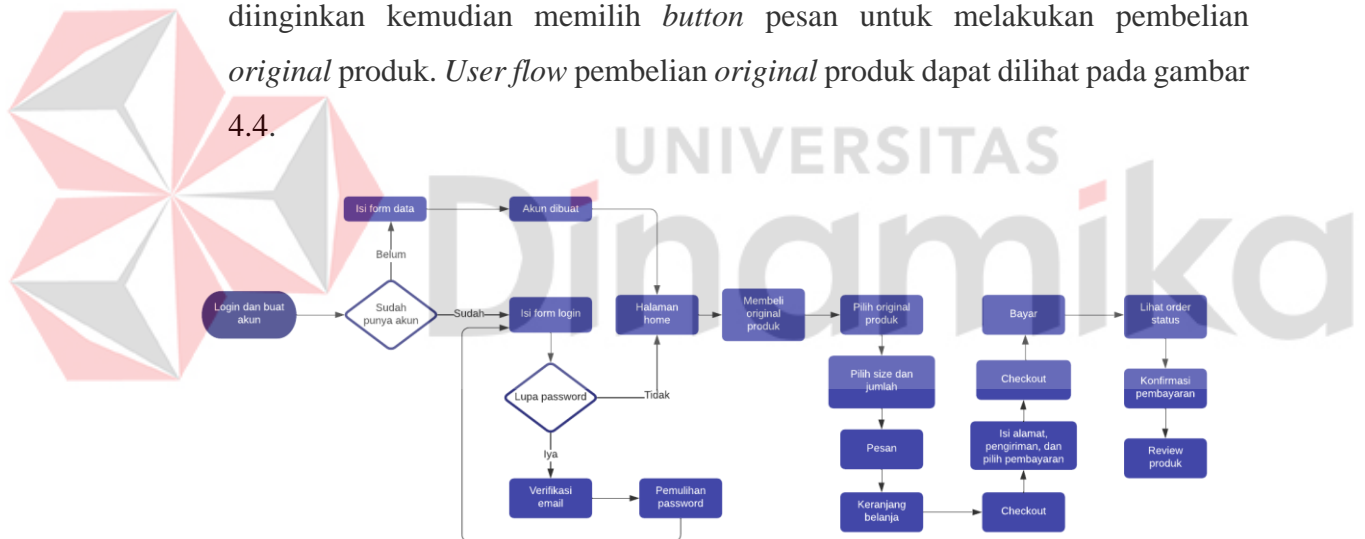 diinginkan kemudian memilih button pesan untuk melakukan pembelian
original produk. User flow pembelian original produk dapat dilihat pada gambar
4.4.
UNIVERSITAS
Dinamika
Isi form data
Akun dibuat
Belum
Login dan buat
akun
Sudah
punya akun
Sudah
Isi form login
Halaman
home
Membeli
original
produk
Pilih original
produk
Bayar
Lihat order
status
Lupa password
Tidak
Pilih size dan
jumlah
Checkout
Konfirmasi
pembayaran
Iya
Pesan
Isi alamat,
pengiriman, dan
pilih pembayaran
Review
produk
Verifikasi
email
Pemulihan
password
Keranjang
belanja
Checkout